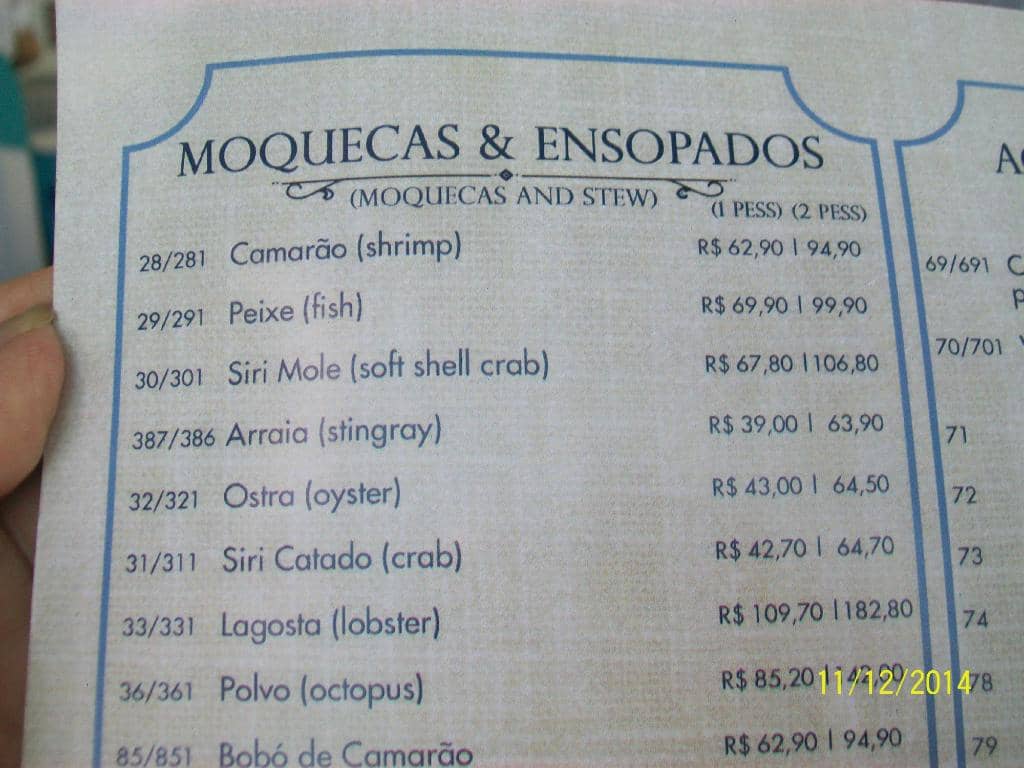 MOQUECAS & ENSOPADOS
(MOQUECAS AND STEW) (1 PESS) (2 PESS)
28/281 Camarão (shrimp) R$ 62,90 | 94,90
29/291 Peixe (fish) R$ 69,90 | 99,90
30/301 Siri Mole (soft shell crab) R$ 67,80 | 106,80
387/386 Arraia (stingray) R$ 39,00 | 63,90
32/321 Ostra (oyster) R$ 43,00 | 64,50
31/311 Siri Catado (crab) R$ 42,70 | 64,70
33/331 Lagosta (lobster) R$ 109,70 | 182,80
36/361 Polvo (octopus) R$ 85,20
85/851 Bobó de Camarão R$ 62,90 | 94,90
69/691
70/701
71
72
73
74
78
79
11/12/2014